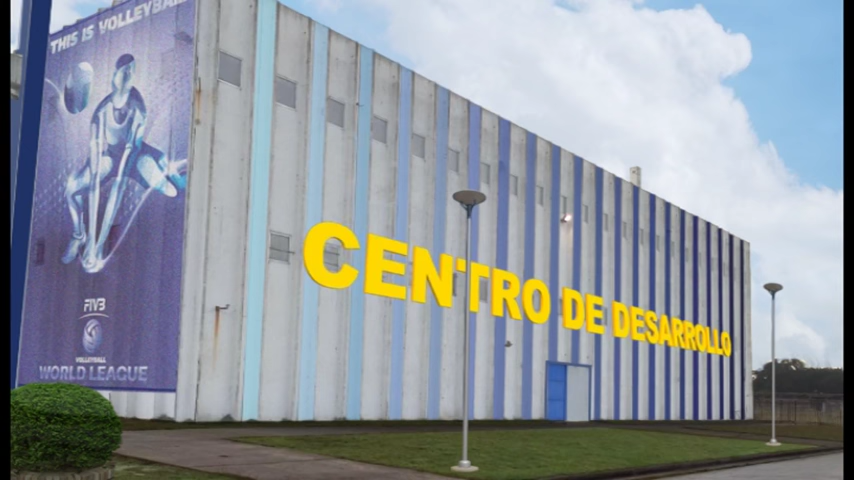 THIS IS VOLLEYBALL
CENTRO DE DESARROLLO
FIVB
VOLLEYBALL
WORLD LEAGUE